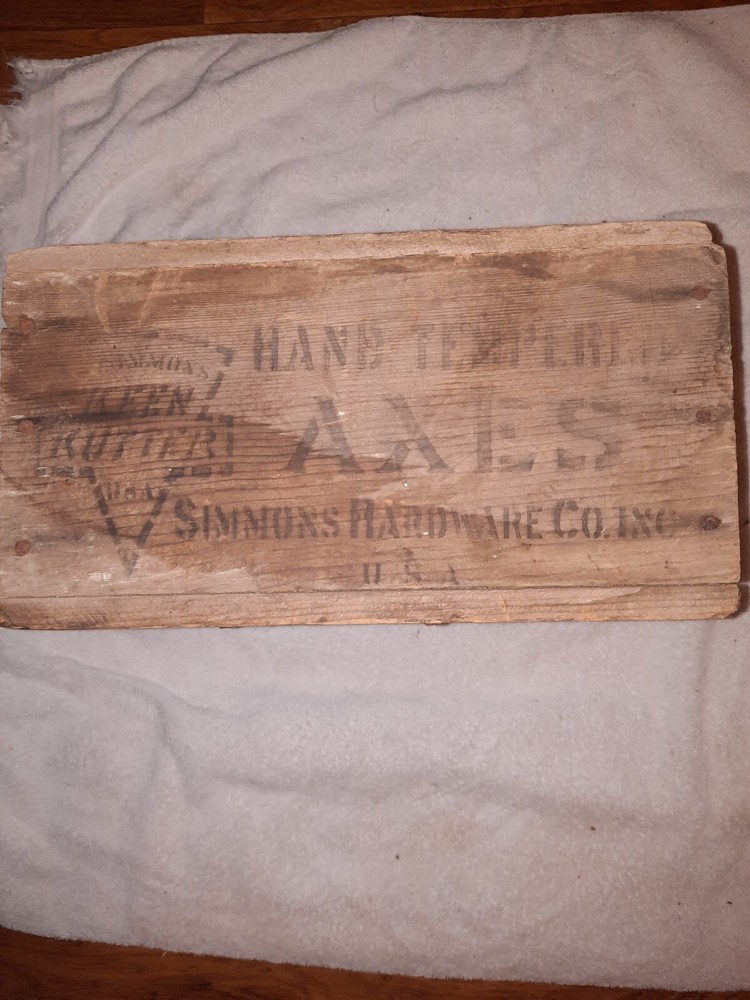 SIMMONS
KEEN
KUTTER
U.S.A.
HAND TEMPERED
AXES
SIMMONS HARDWARE CO. INC
U S A